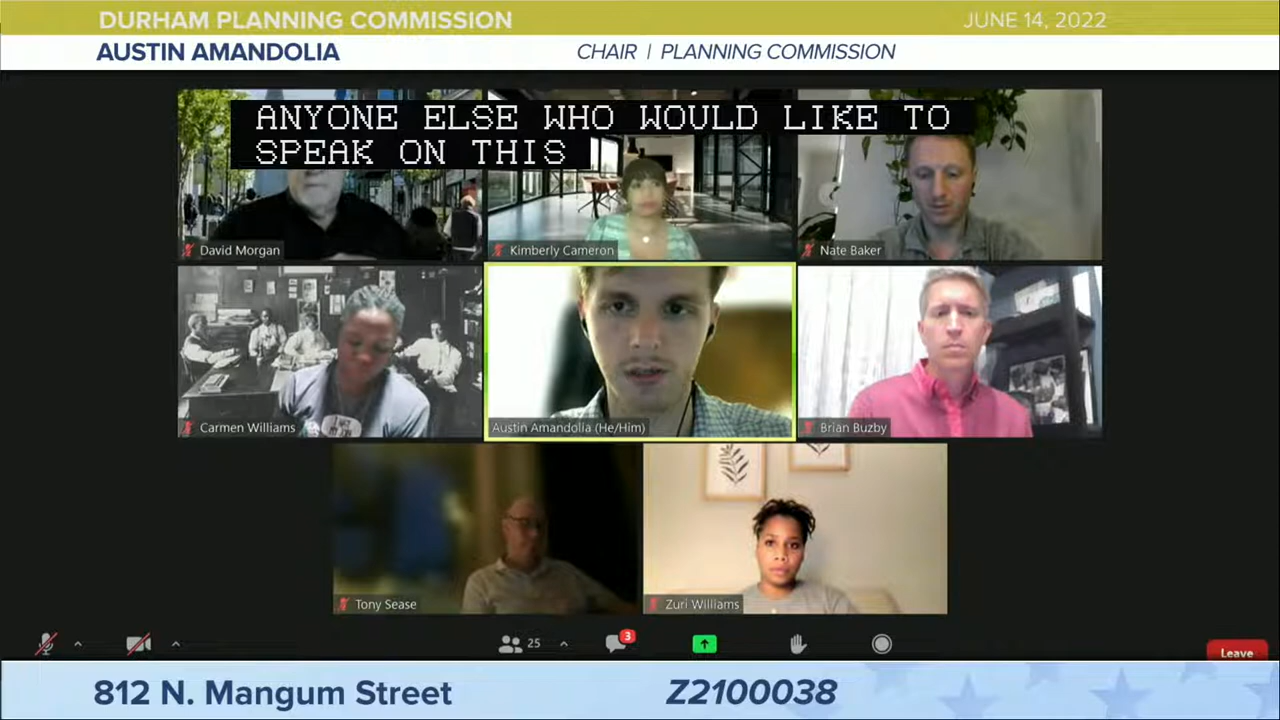 DURHAM PLANNING COMMISSION
JUNE 14, 2022
AUSTIN AMANDOLIA
CHAIR | PLANNING COMMISSION
ANYONE ELSE WHO WOULD LIKE TO
SPEAK ON THIS
David Morgan
Kimberly Cameron
Nate Baker
Carmen Williams
Austin Amandolia (He/Him)
Brian Buzby
Tony Sease
Zuri Williams
25
3
Leave
812 N. Mangum Street
Z2100038